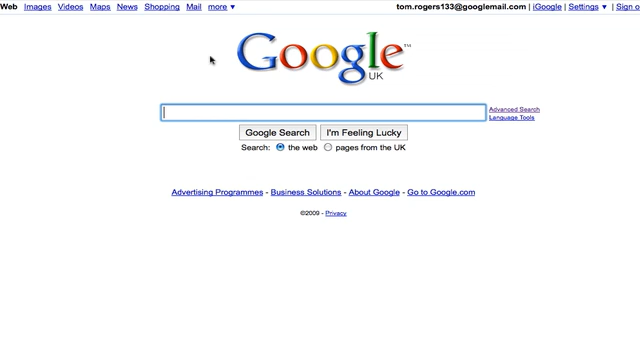 Web Images Videos Maps News Shopping Mail more ▼ tom.rogers133@googlemail.com | iGoogle | Settings ▼ | Sign o
Google™
UK
Advanced Search
Language Tools
Google Search I'm Feeling Lucky
Search: the web pages from the UK
Advertising Programmes - Business Solutions - About Google - Go to Google.com
©2009 - Privacy